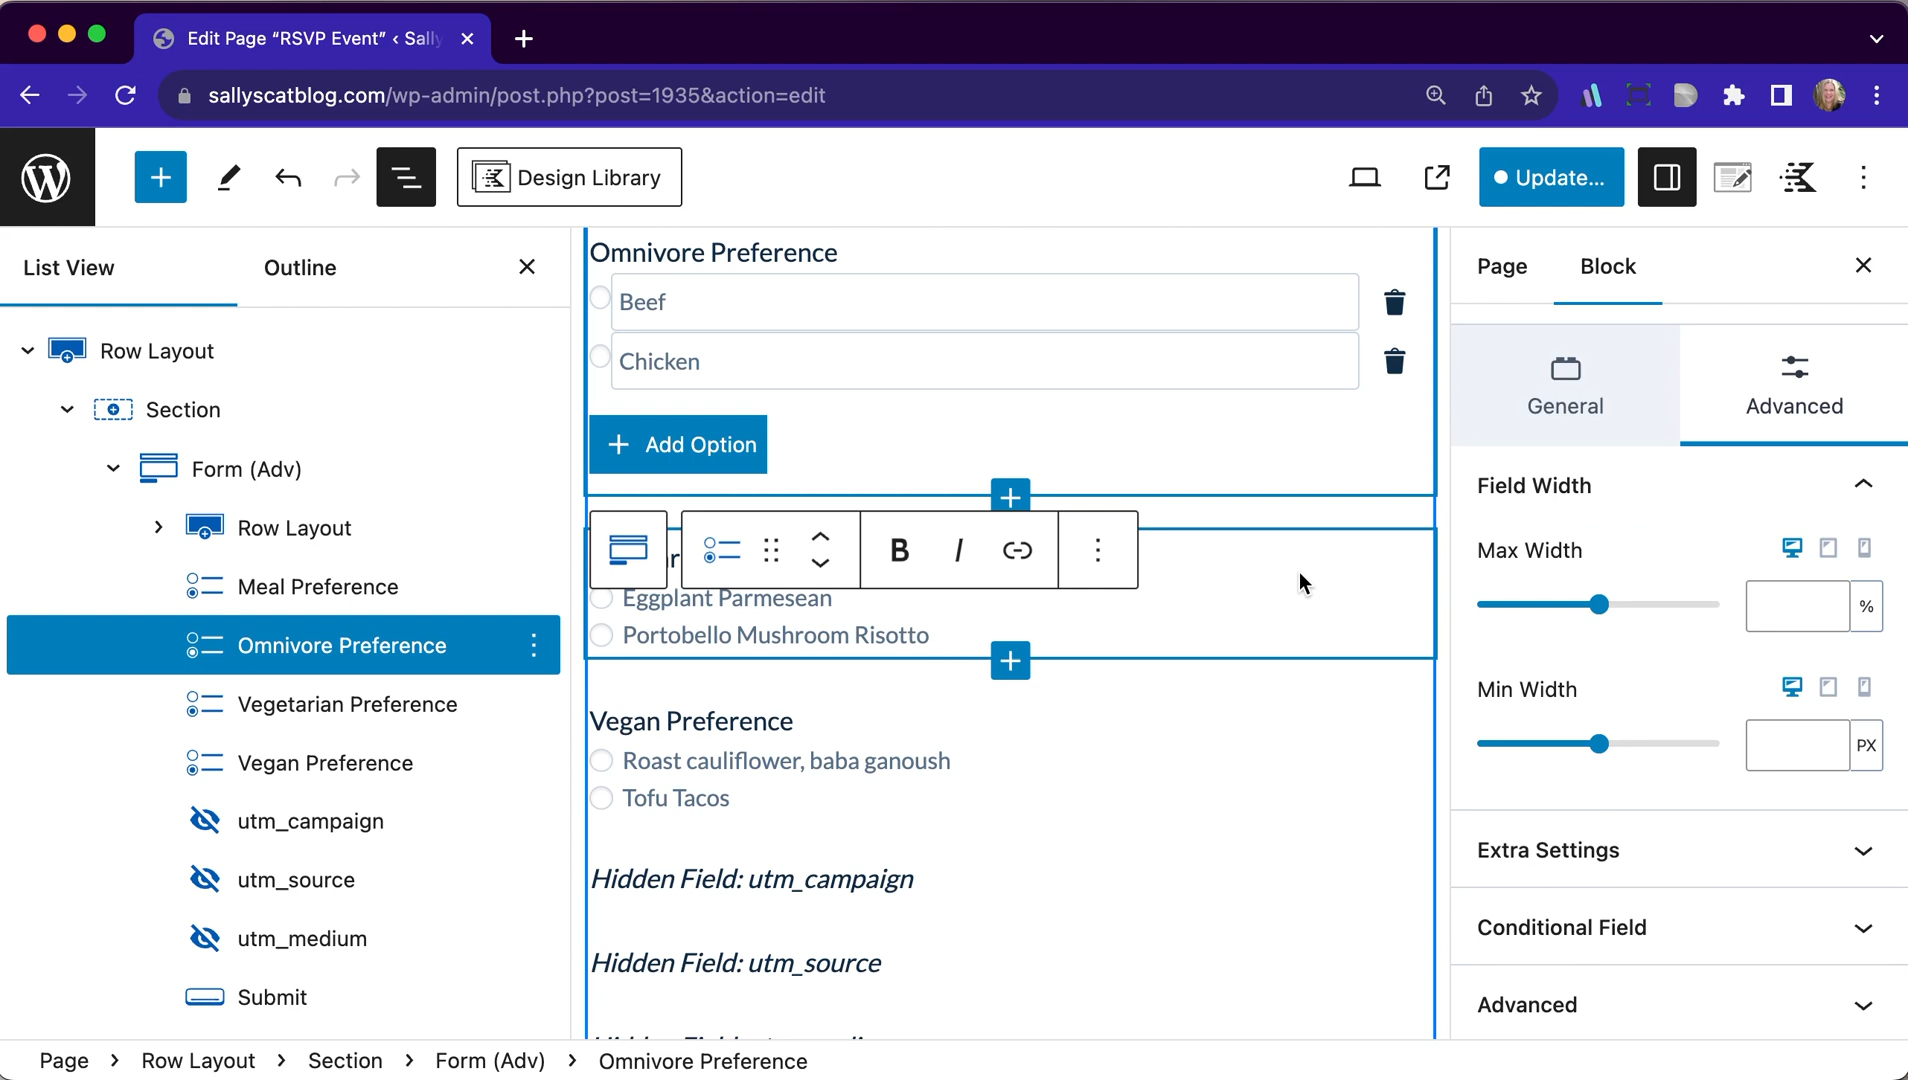 Edit Page “RSVP Event” ‹ Sally
sallyscatblog.com/wp-admin/post.php?post=1935&action=edit
Design Library
Update...
List View
Outline
Row Layout
Section
Form (Adv)
Row Layout
Meal Preference
Omnivore Preference
Vegetarian Preference
Vegan Preference
utm_campaign
utm_source
utm_medium
Submit
Omnivore Preference
Beef
Chicken
Add Option
B I
Eggplant Parmesean
Portobello Mushroom Risotto
Vegan Preference
Roast cauliflower, baba ganoush
Tofu Tacos
Hidden Field: utm_campaign
Hidden Field: utm_source
Page
Block
General
Advanced
Field Width
Max Width
%
Min Width
PX
Extra Settings
Conditional Field
Advanced
Page > Row Layout > Section > Form (Adv) > Omnivore Preference